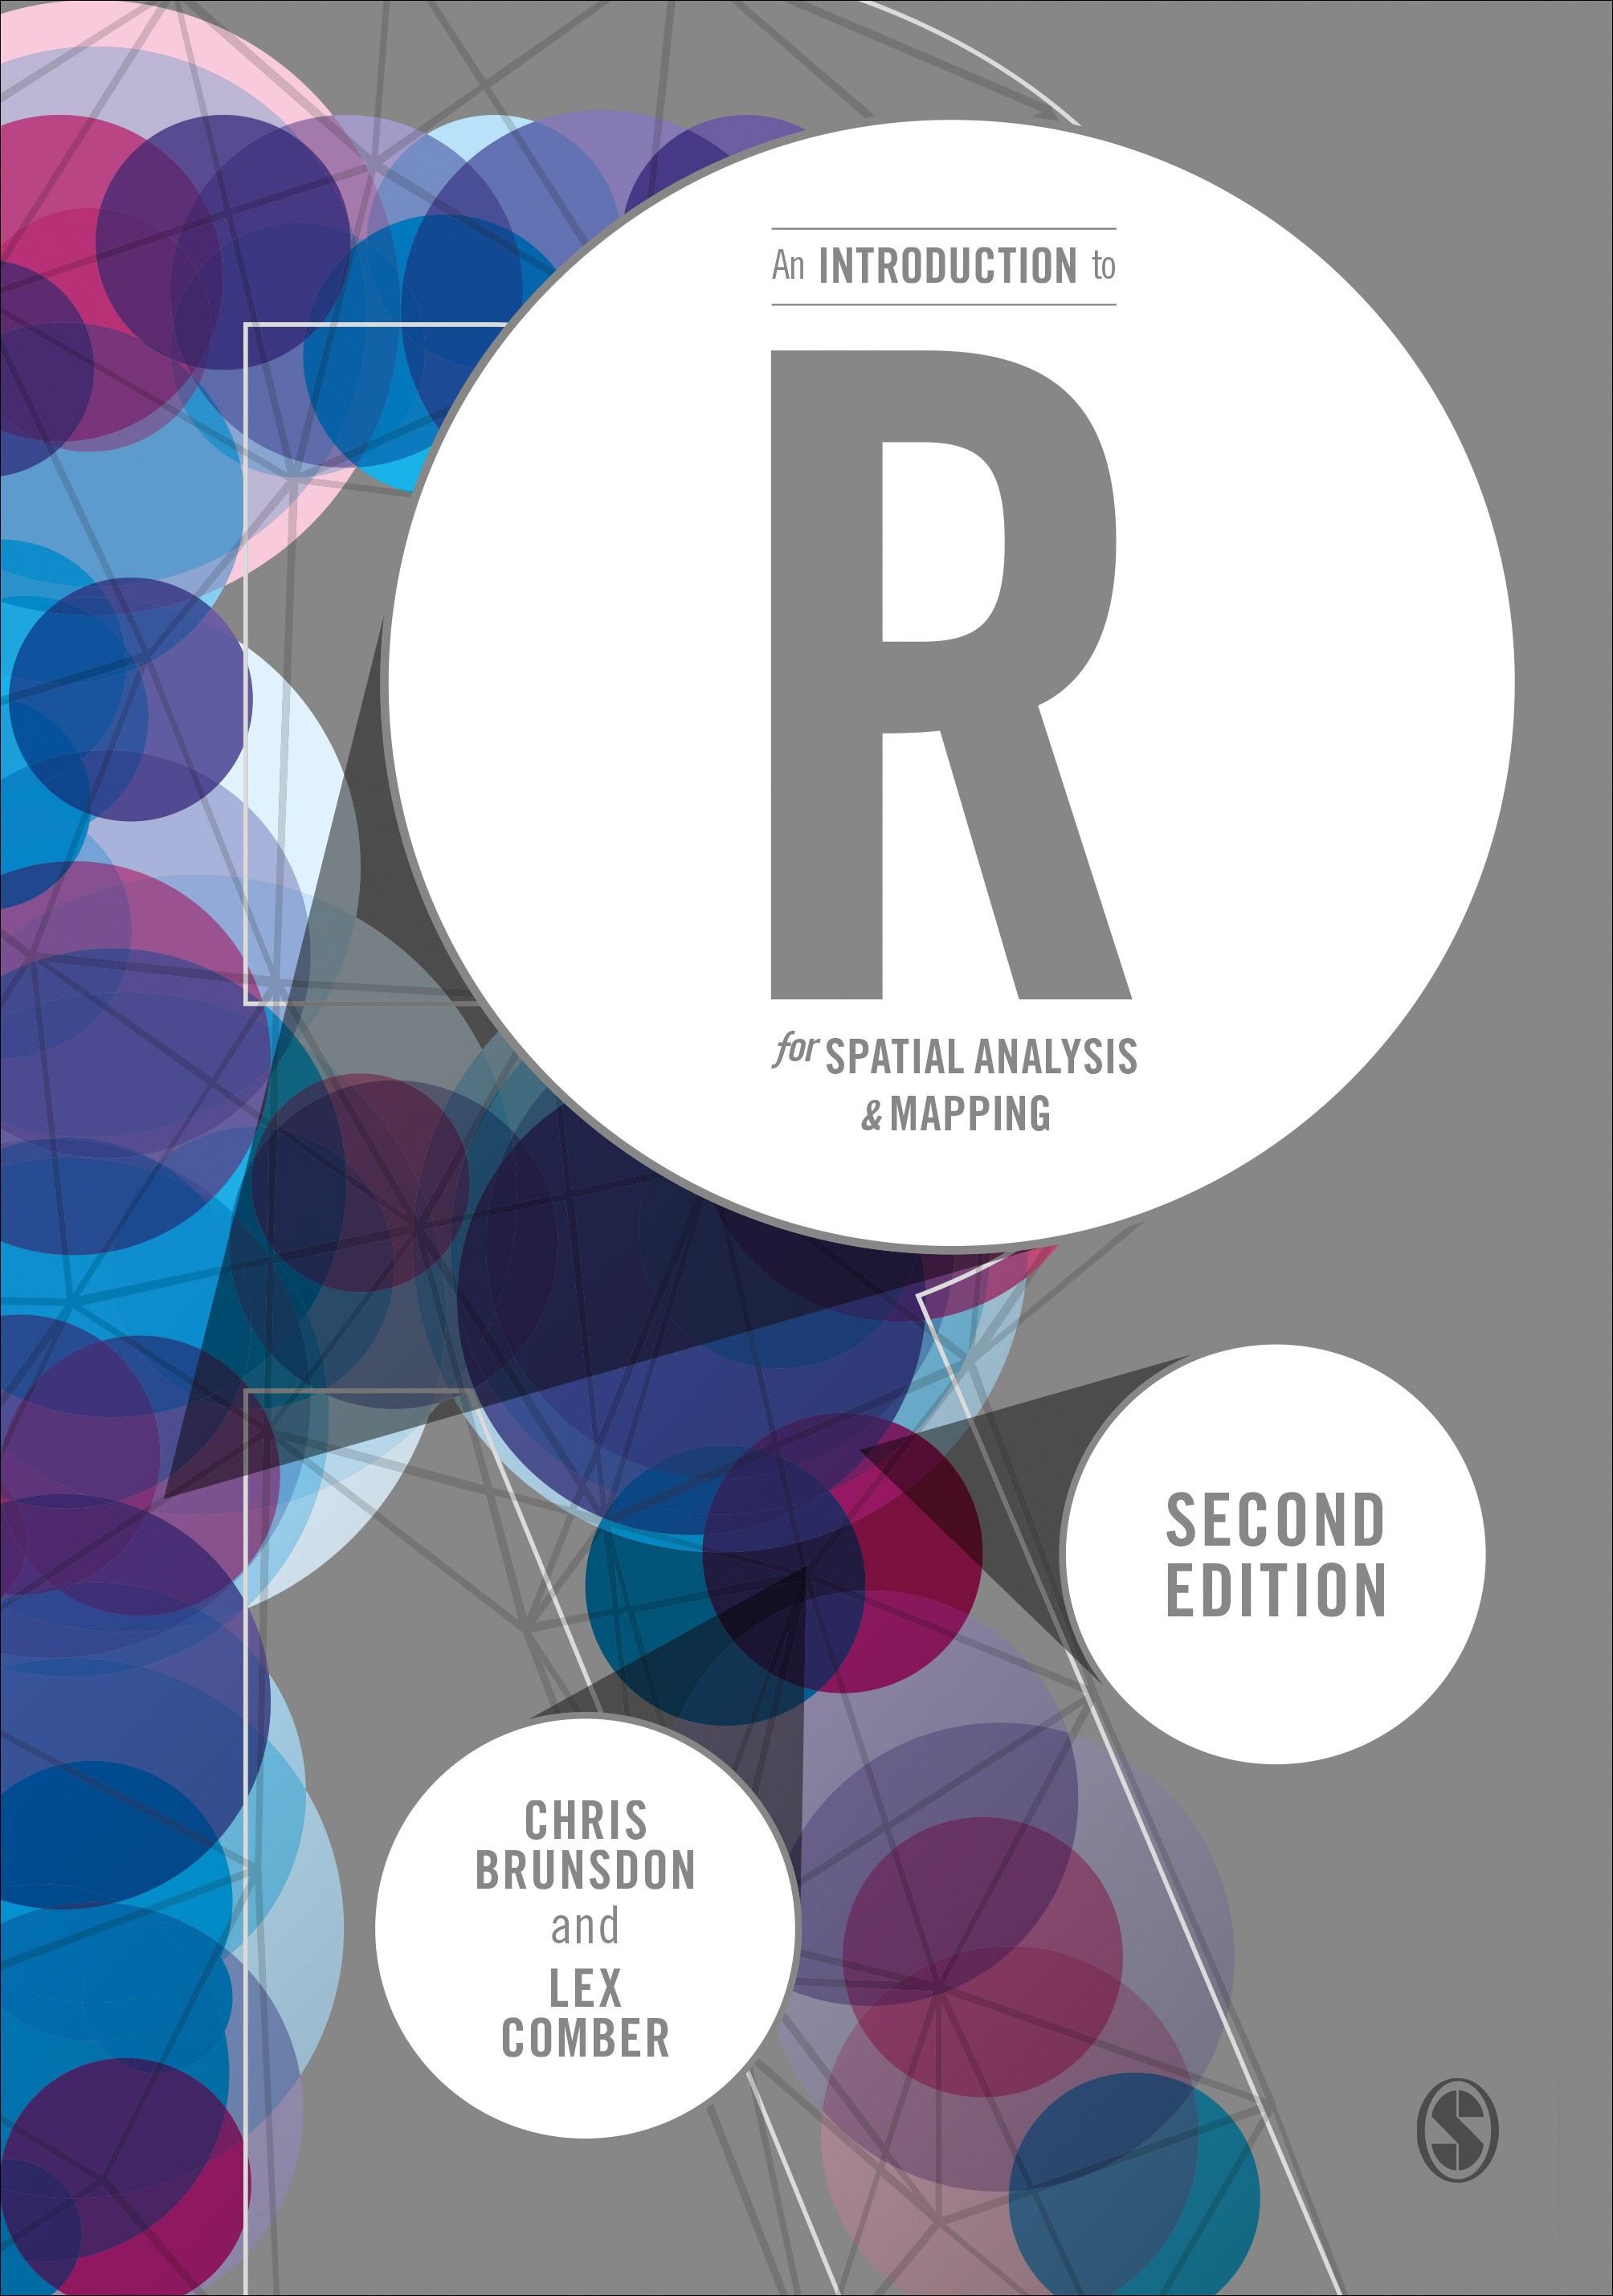 An INTRODUCTION to
R
for SPATIAL ANALYSIS
& MAPPING
SECOND
EDITION
CHRIS
BRUNSDON
and
LEX
COMBER
S